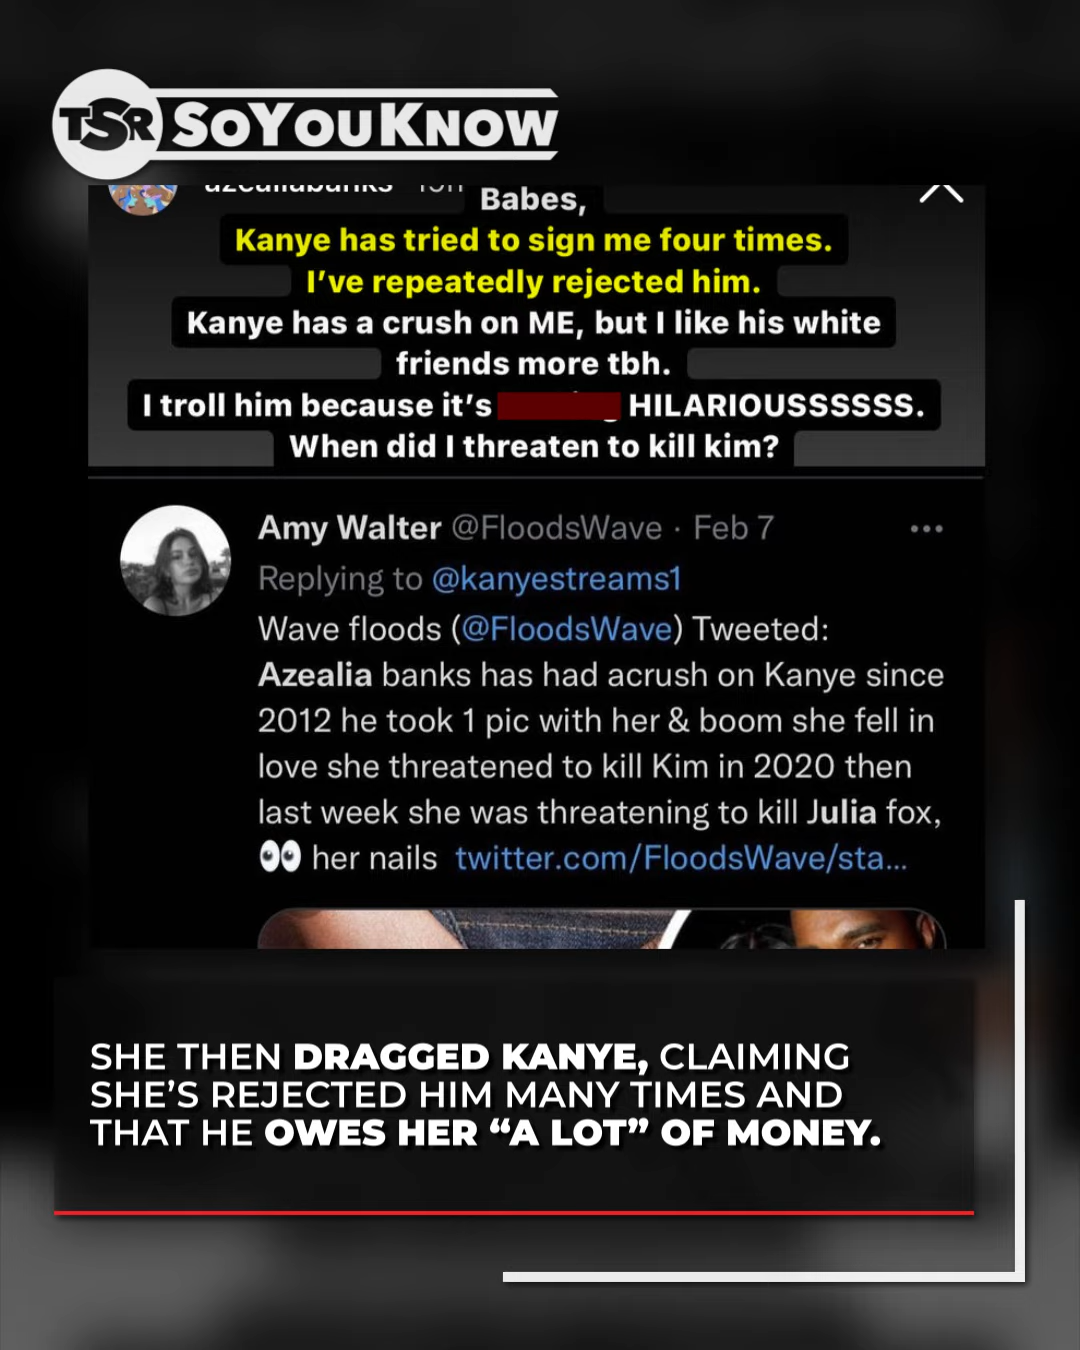 TSR SoYouKnow
azealiabanks 15h
Babes,
Kanye has tried to sign me four times.
I've repeatedly rejected him.
Kanye has a crush on ME, but I like his white
friends more tbh.
I troll him because it's HILARIOUSSSSSS.
When did I threaten to kill kim?
Amy Walter @FloodsWave · Feb 7
Replying to @kanyestreams1
Wave floods (@FloodsWave) Tweeted:
Azealia banks has had acrush on Kanye since
2012 he took 1 pic with her & boom she fell in
love she threatened to kill Kim in 2020 then
last week she was threatening to kill Julia fox,
👀 her nails twitter.com/FloodsWave/sta...
SHE THEN DRAGGED KANYE, CLAIMING
SHE'S REJECTED HIM MANY TIMES AND
THAT HE OWES HER “A LOT” OF MONEY.